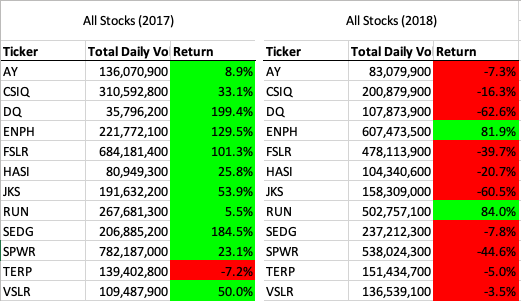 All Stocks (2017) All Stocks (2018)
Ticker Total Daily Vo Return Ticker Total Daily Vo Return
AY 136,070,900 8.9% AY 83,079,900 -7.3%
CSIQ 310,592,800 33.1% CSIQ 200,879,900 -16.3%
DQ 35,796,200 199.4% DQ 107,873,900 -62.6%
ENPH 221,772,100 129.5% ENPH 607,473,500 81.9%
FSLR 684,181,400 101.3% FSLR 478,113,900 -39.7%
HASI 80,949,300 25.8% HASI 104,340,600 -20.7%
JKS 191,632,200 53.9% JKS 158,309,000 -60.5%
RUN 267,681,300 5.5% RUN 502,757,100 84.0%
SEDG 206,885,200 184.5% SEDG 237,212,300 -7.8%
SPWR 782,187,000 23.1% SPWR 538,024,300 -44.6%
TERP 139,402,800 -7.2% TERP 151,434,700 -5.0%
VSLR 109,487,900 50.0% VSLR 136,539,100 -3.5%